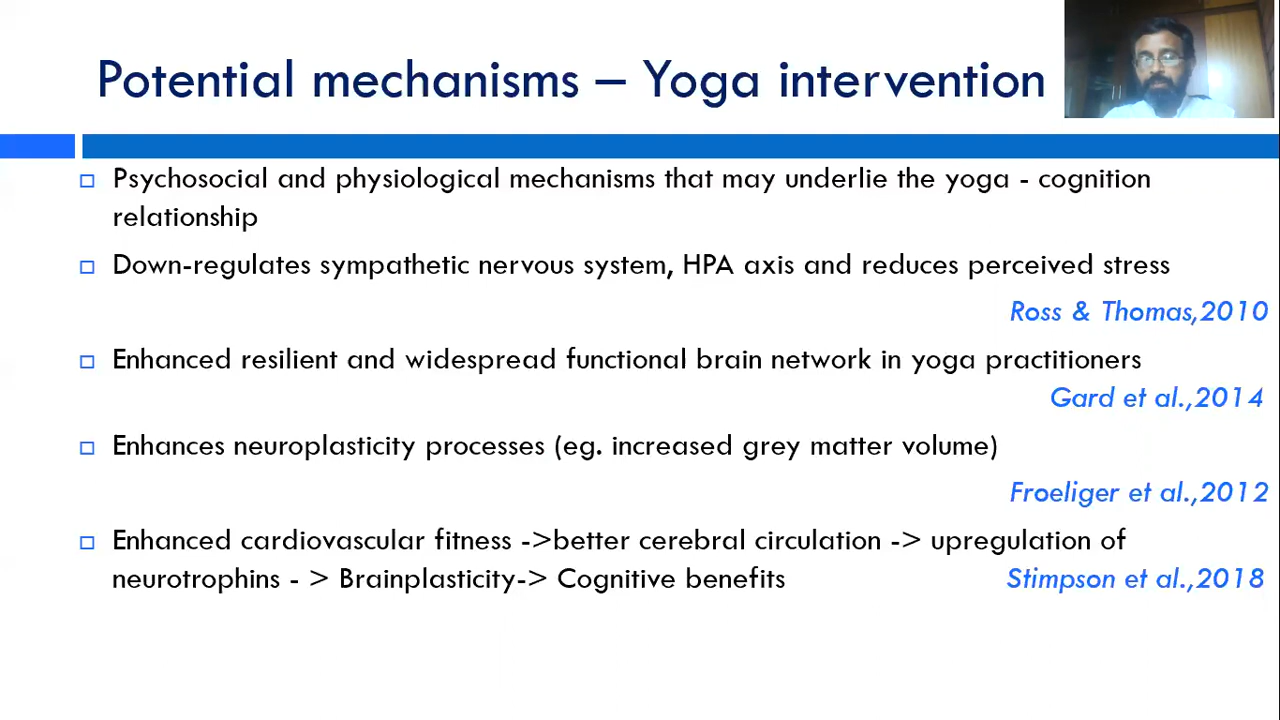 Potential mechanisms – Yoga intervention
Psychosocial and physiological mechanisms that may underlie the yoga - cognition
relationship
Down-regulates sympathetic nervous system, HPA axis and reduces perceived stress
Ross & Thomas,2010
Enhanced resilient and widespread functional brain network in yoga practitioners
Gard et al.,2014
Enhances neuroplasticity processes (eg. increased grey matter volume)
Froeliger et al.,2012
Enhanced cardiovascular fitness ->better cerebral circulation -> upregulation of
neurotrophins - > Brainplasticity-> Cognitive benefits Stimpson et al.,2018